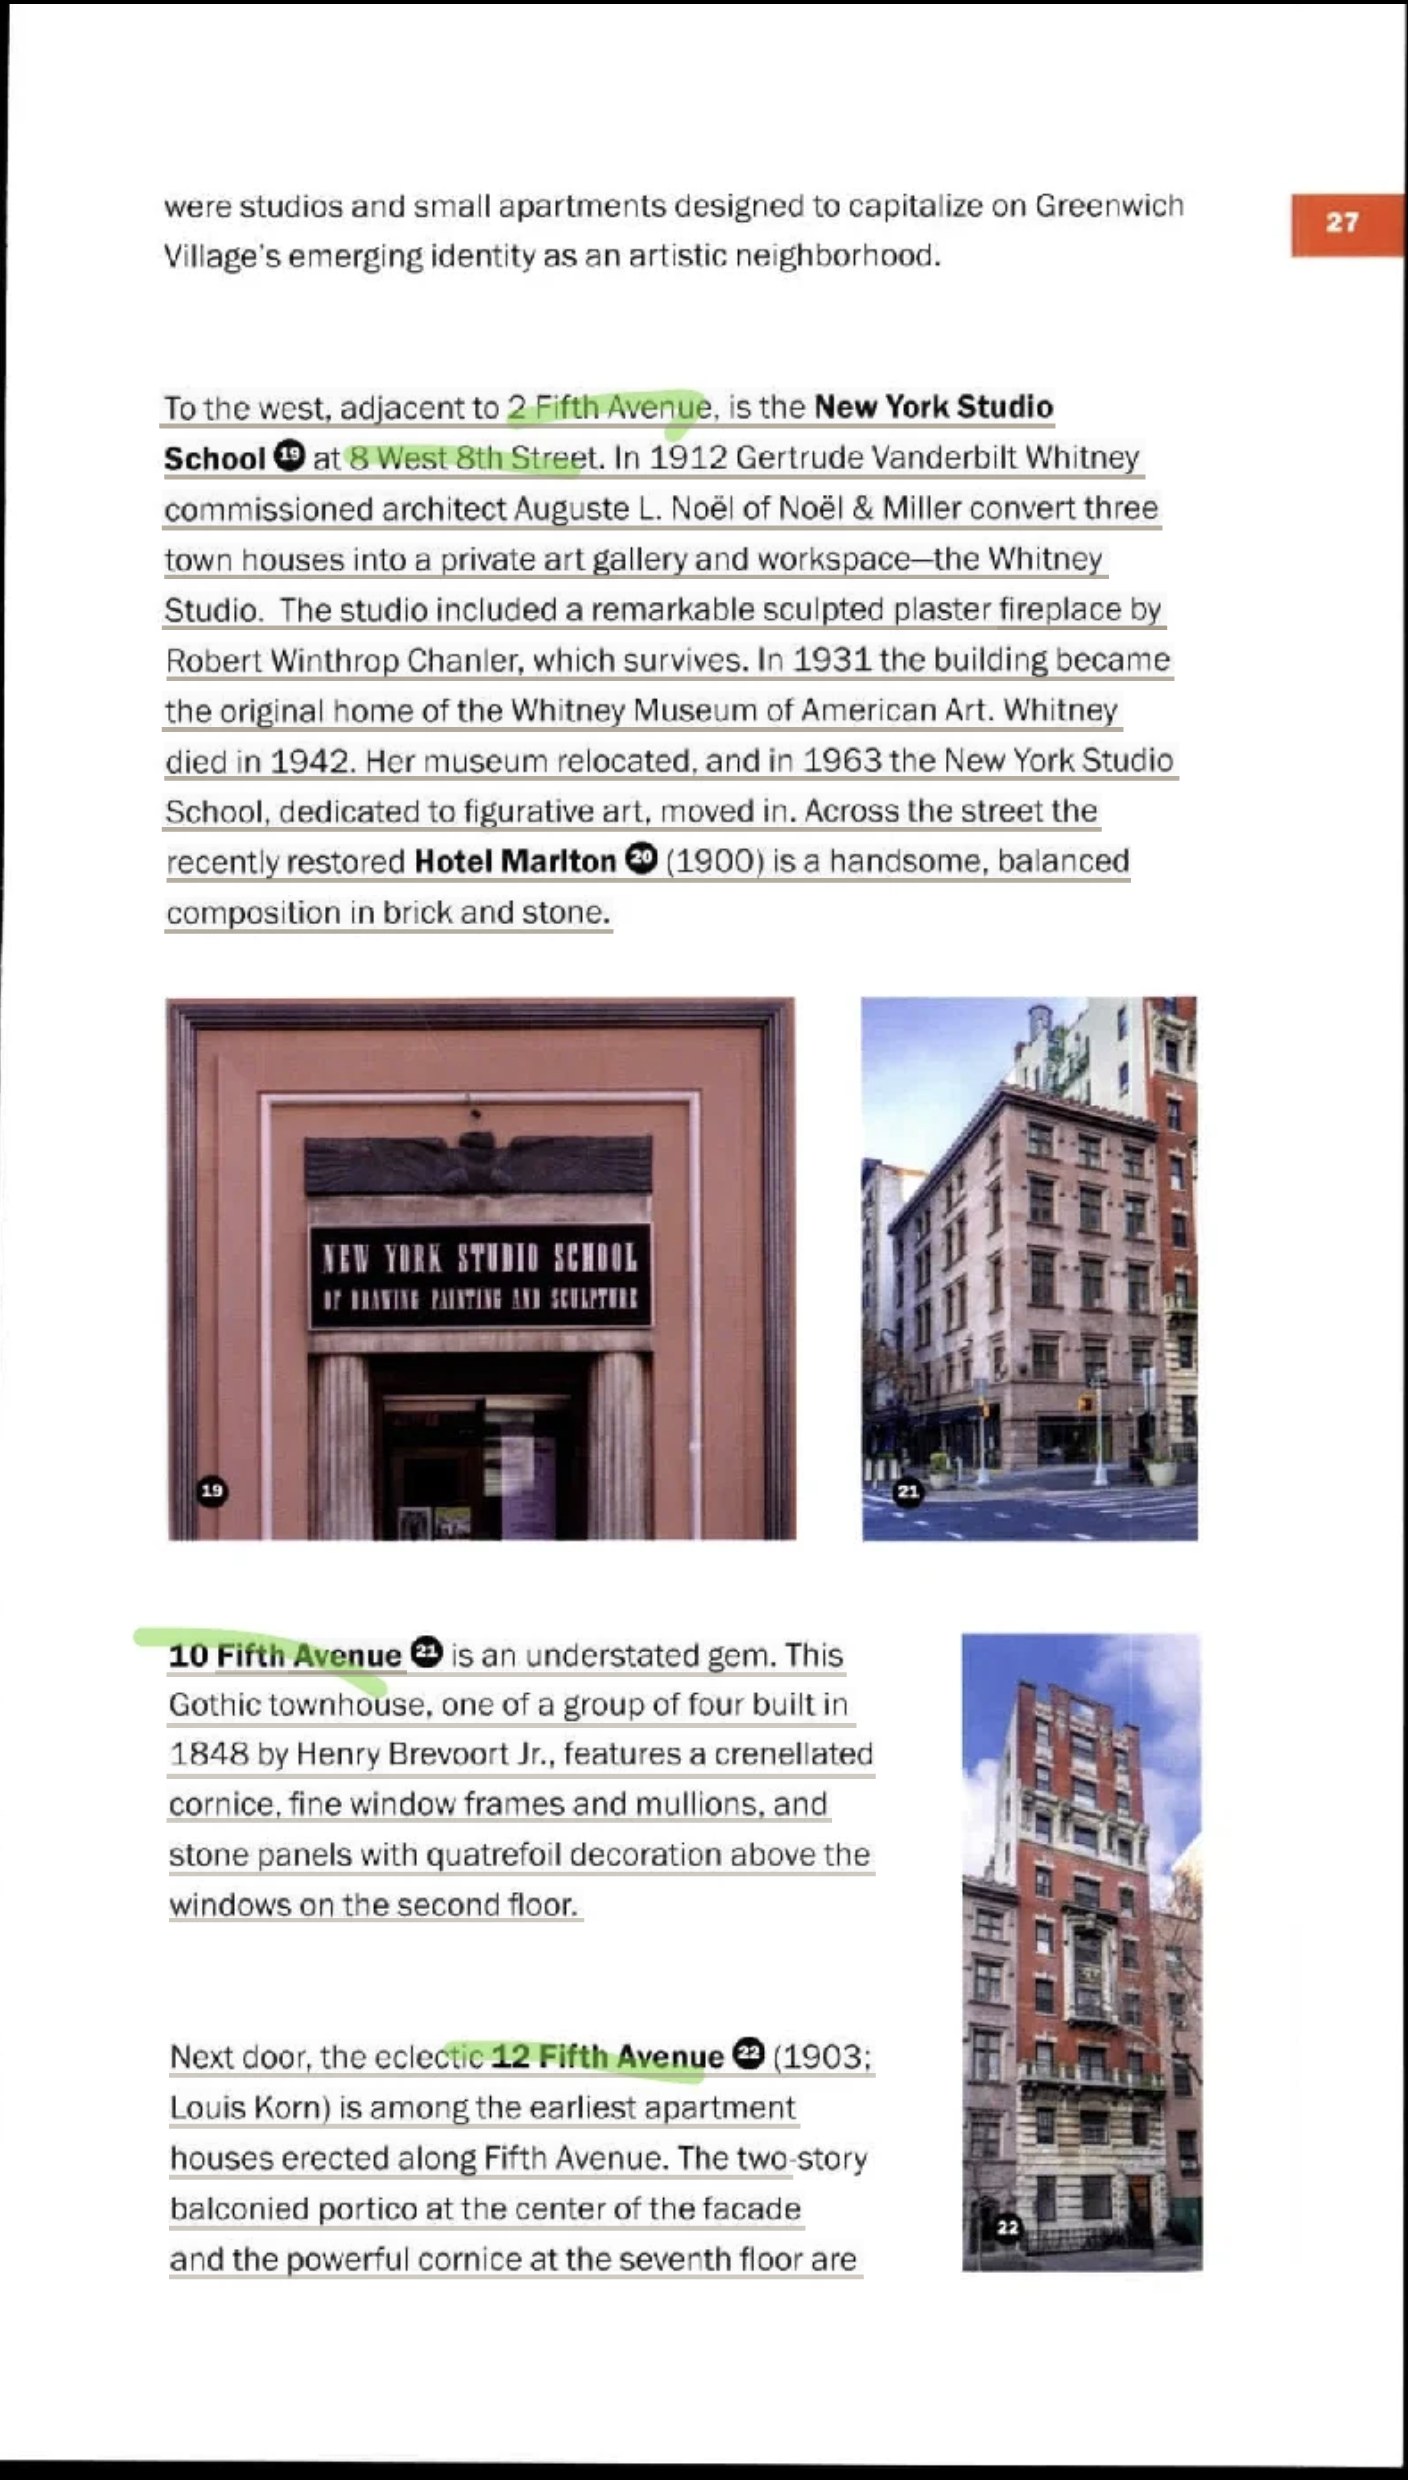 were studios and small apartments designed to capitalize on Greenwich
Village's emerging identity as an artistic neighborhood.
27
To the west, adjacent to 2 Fifth Avenue, is the New York Studio
School 19 at 8 West 8th Street. In 1912 Gertrude Vanderbilt Whitney
commissioned architect Auguste L. Noël of Noël & Miller convert three
town houses into a private art gallery and workspace—the Whitney
Studio. The studio included a remarkable sculpted plaster fireplace by
Robert Winthrop Chanler, which survives. In 1931 the building became
the original home of the Whitney Museum of American Art. Whitney
died in 1942. Her museum relocated, and in 1963 the New York Studio
School, dedicated to figurative art, moved in. Across the street the
recently restored Hotel Marlton 20 (1900) is a handsome, balanced
composition in brick and stone.
NEW YORK STUDIO SCHOOL
OF DRAWING PAINTING AND SCULPTURE
19
21
10 Fifth Avenue 21 is an understated gem. This
Gothic townhouse, one of a group of four built in
1848 by Henry Brevoort Jr., features a crenellated
cornice, fine window frames and mullions, and
stone panels with quatrefoil decoration above the
windows on the second floor.
Next door, the eclectic 12 Fifth Avenue 22 (1903;
Louis Korn) is among the earliest apartment
houses erected along Fifth Avenue. The two-story
balconied portico at the center of the facade
and the powerful cornice at the seventh floor are
22